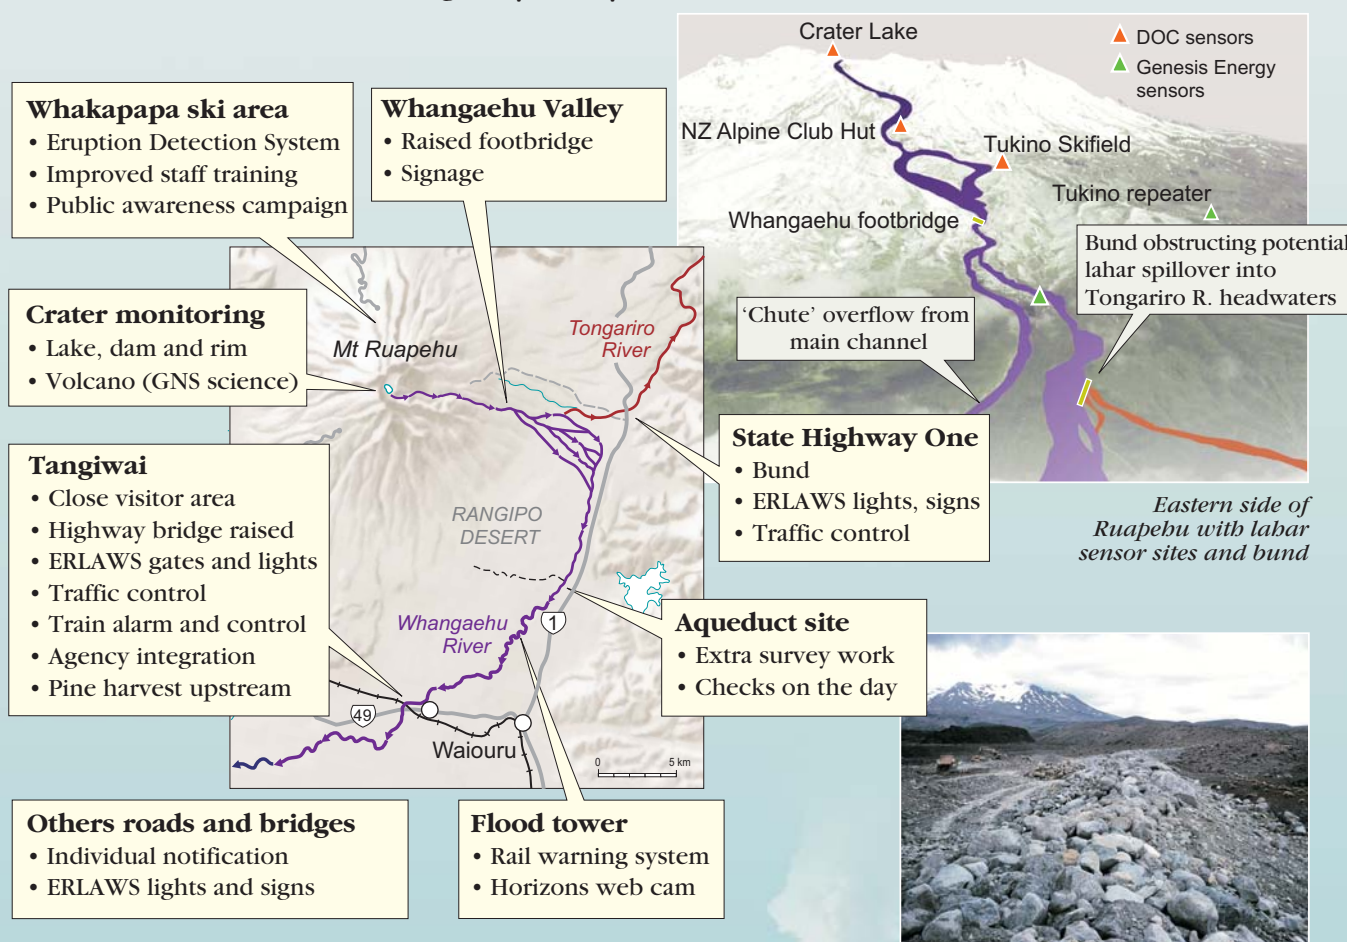 Whakapapa ski area
• Eruption Detection System
• Improved staff training
• Public awareness campaign
Whangaehu Valley
• Raised footbridge
• Signage
Crater monitoring
• Lake, dam and rim
• Volcano (GNS science)
Tangiwai
• Close visitor area
• Highway bridge raised
• ERLAWS gates and lights
• Traffic control
• Train alarm and control
• Agency integration
• Pine harvest upstream
Mt Ruapehu
Tongariro
River
RANGIPO
DESERT
Whangaehu
River
1
49
Waiouru
0 5 km
State Highway One
• Bund
• ERLAWS lights, signs
• Traffic control
Aqueduct site
• Extra survey work
• Checks on the day
Others roads and bridges
• Individual notification
• ERLAWS lights and signs
Flood tower
• Rail warning system
• Horizons web cam
Crater Lake
DOC sensors
Genesis Energy
sensors
NZ Alpine Club Hut
Tukino Skifield
Tukino repeater
Whangaehu footbridge
Bund obstructing potential
lahar spillover into
Tongariro R. headwaters
‘Chute’ overflow from
main channel
Eastern side of
Ruapehu with lahar
sensor sites and bund